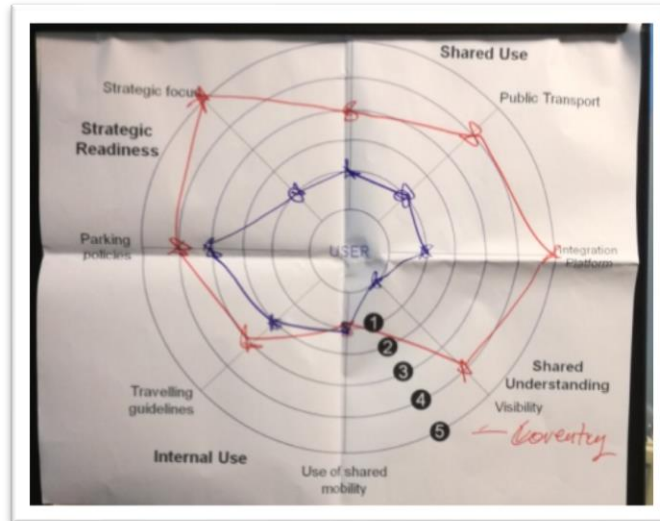 Shared Use
Strategic focus
Public Transport
Strategic
Readiness
Parking
policies
USER
Integration
Platform
1
2
3
4
5
Shared
Understanding
Visibility
Travelling
guidelines
Coventry
Internal Use
Use of shared
mobility